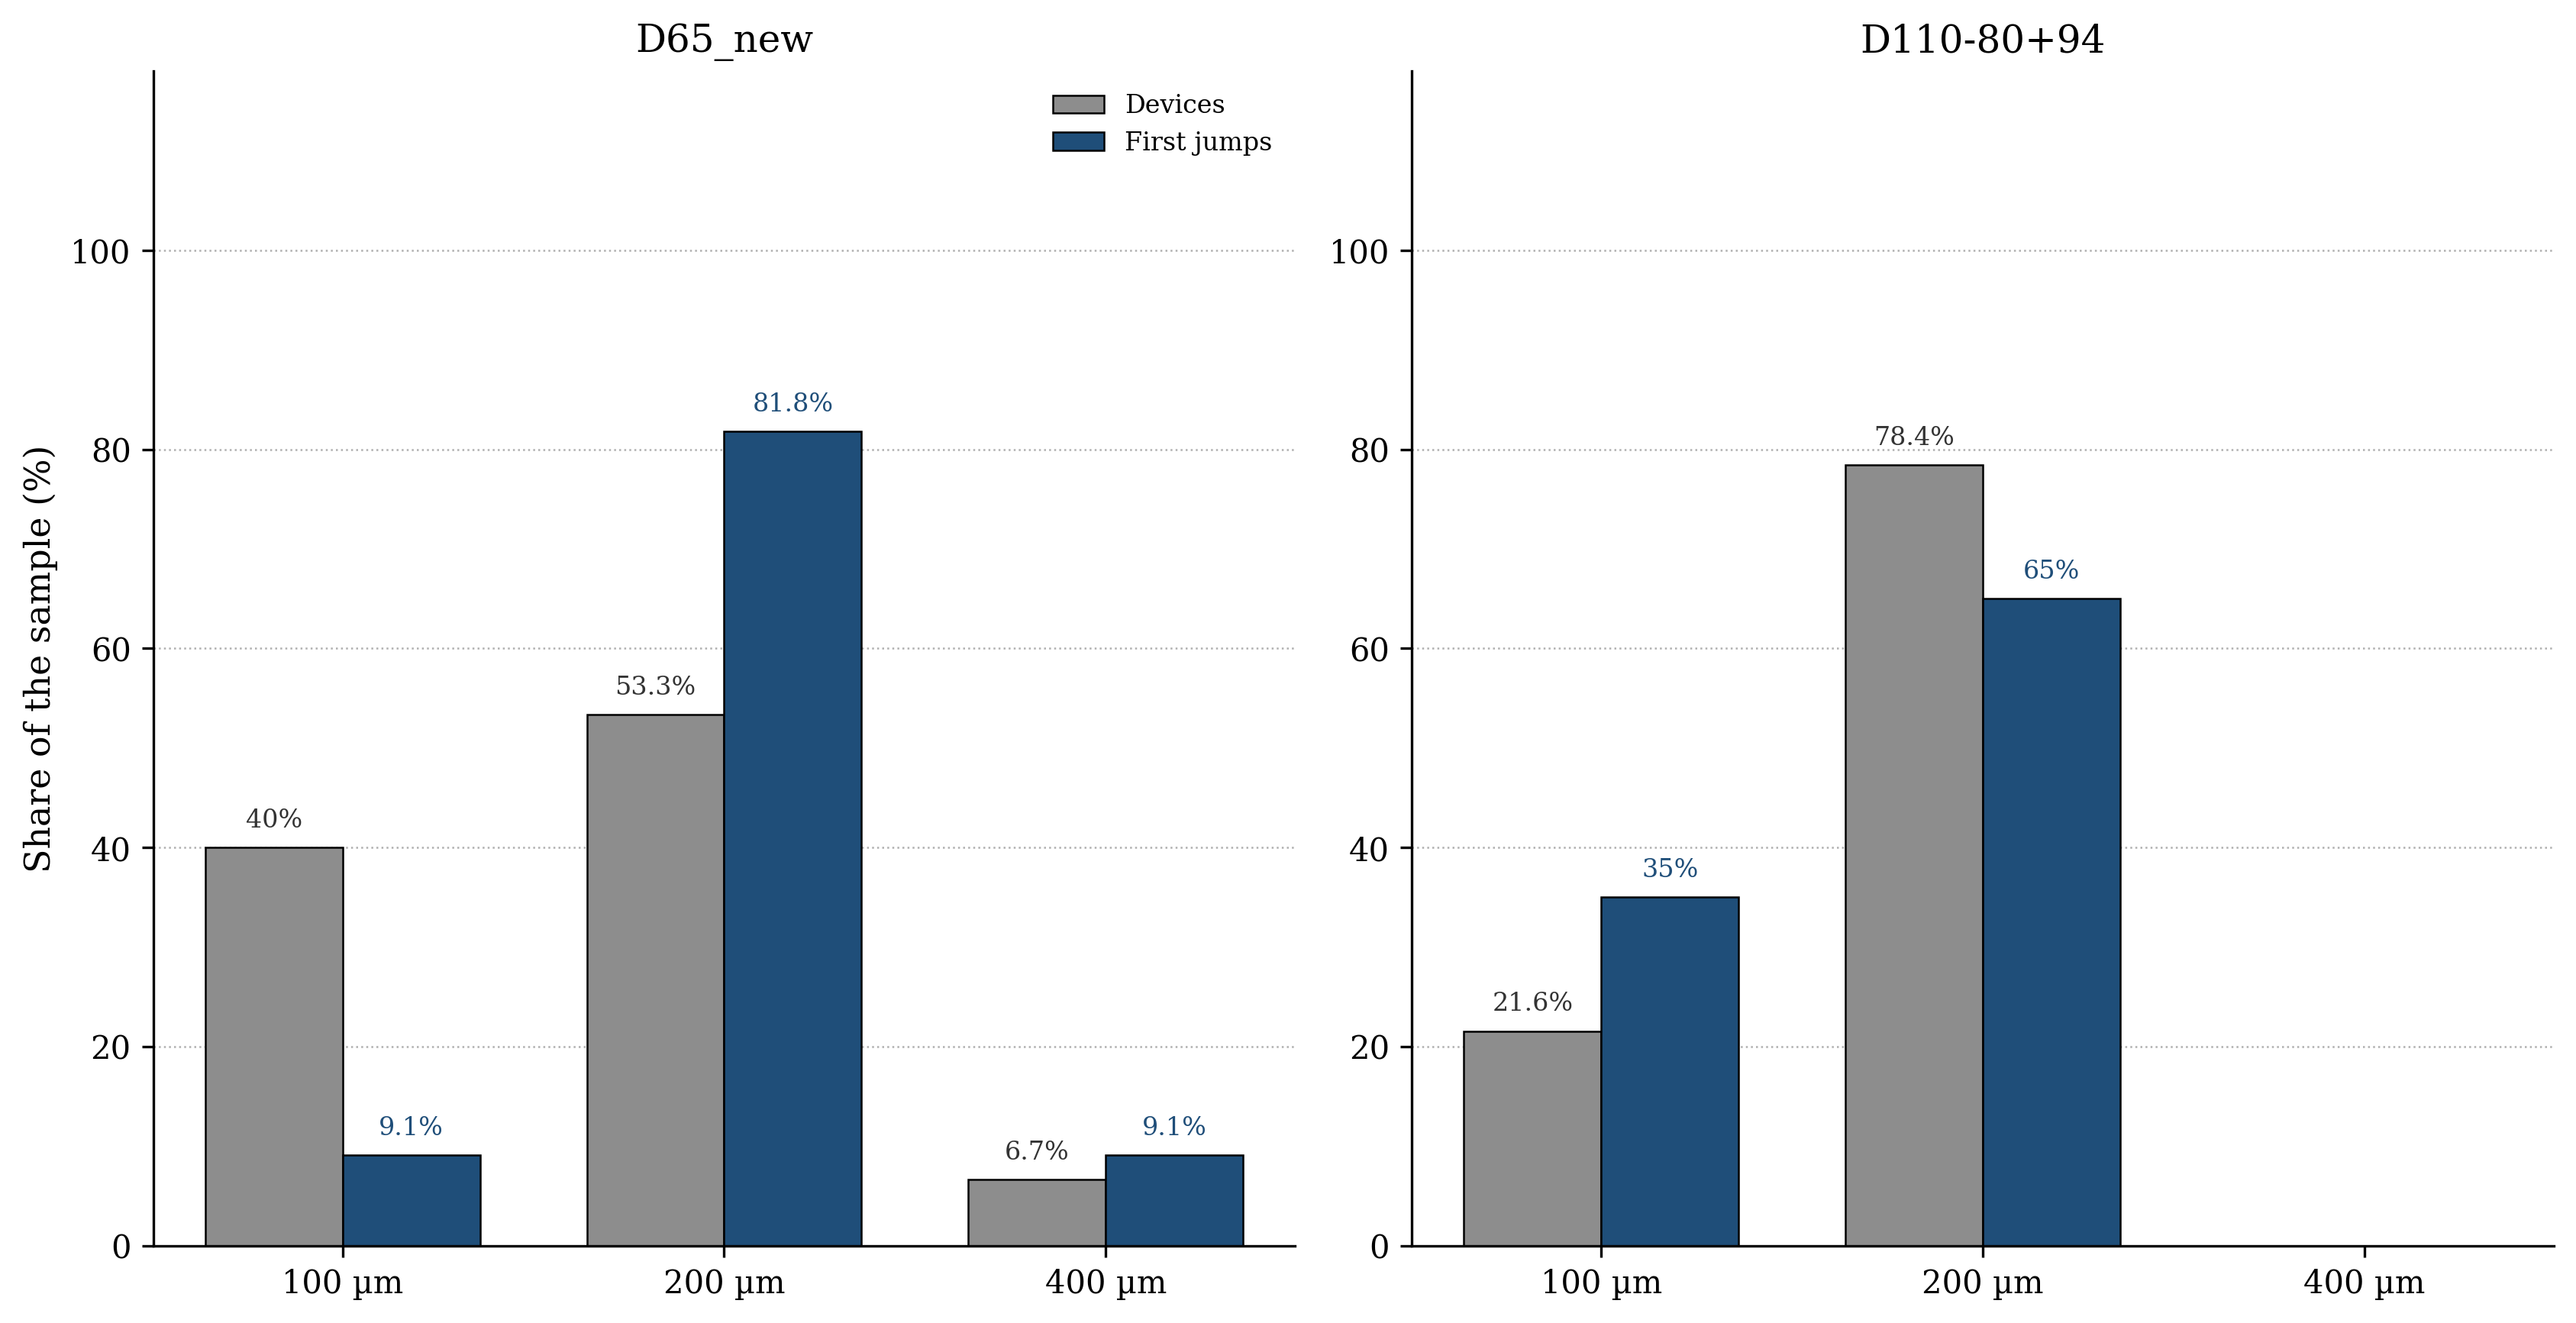 D65_new
Devices
First jumps
Share of the sample (%)
100
80
60
40
20
0
40%
9.1%
53.3%
81.8%
6.7%
9.1%
100 µm
200 µm
400 µm
D110-80+94
100
80
60
40
20
0
21.6%
35%
78.4%
65%
100 µm
200 µm
400 µm